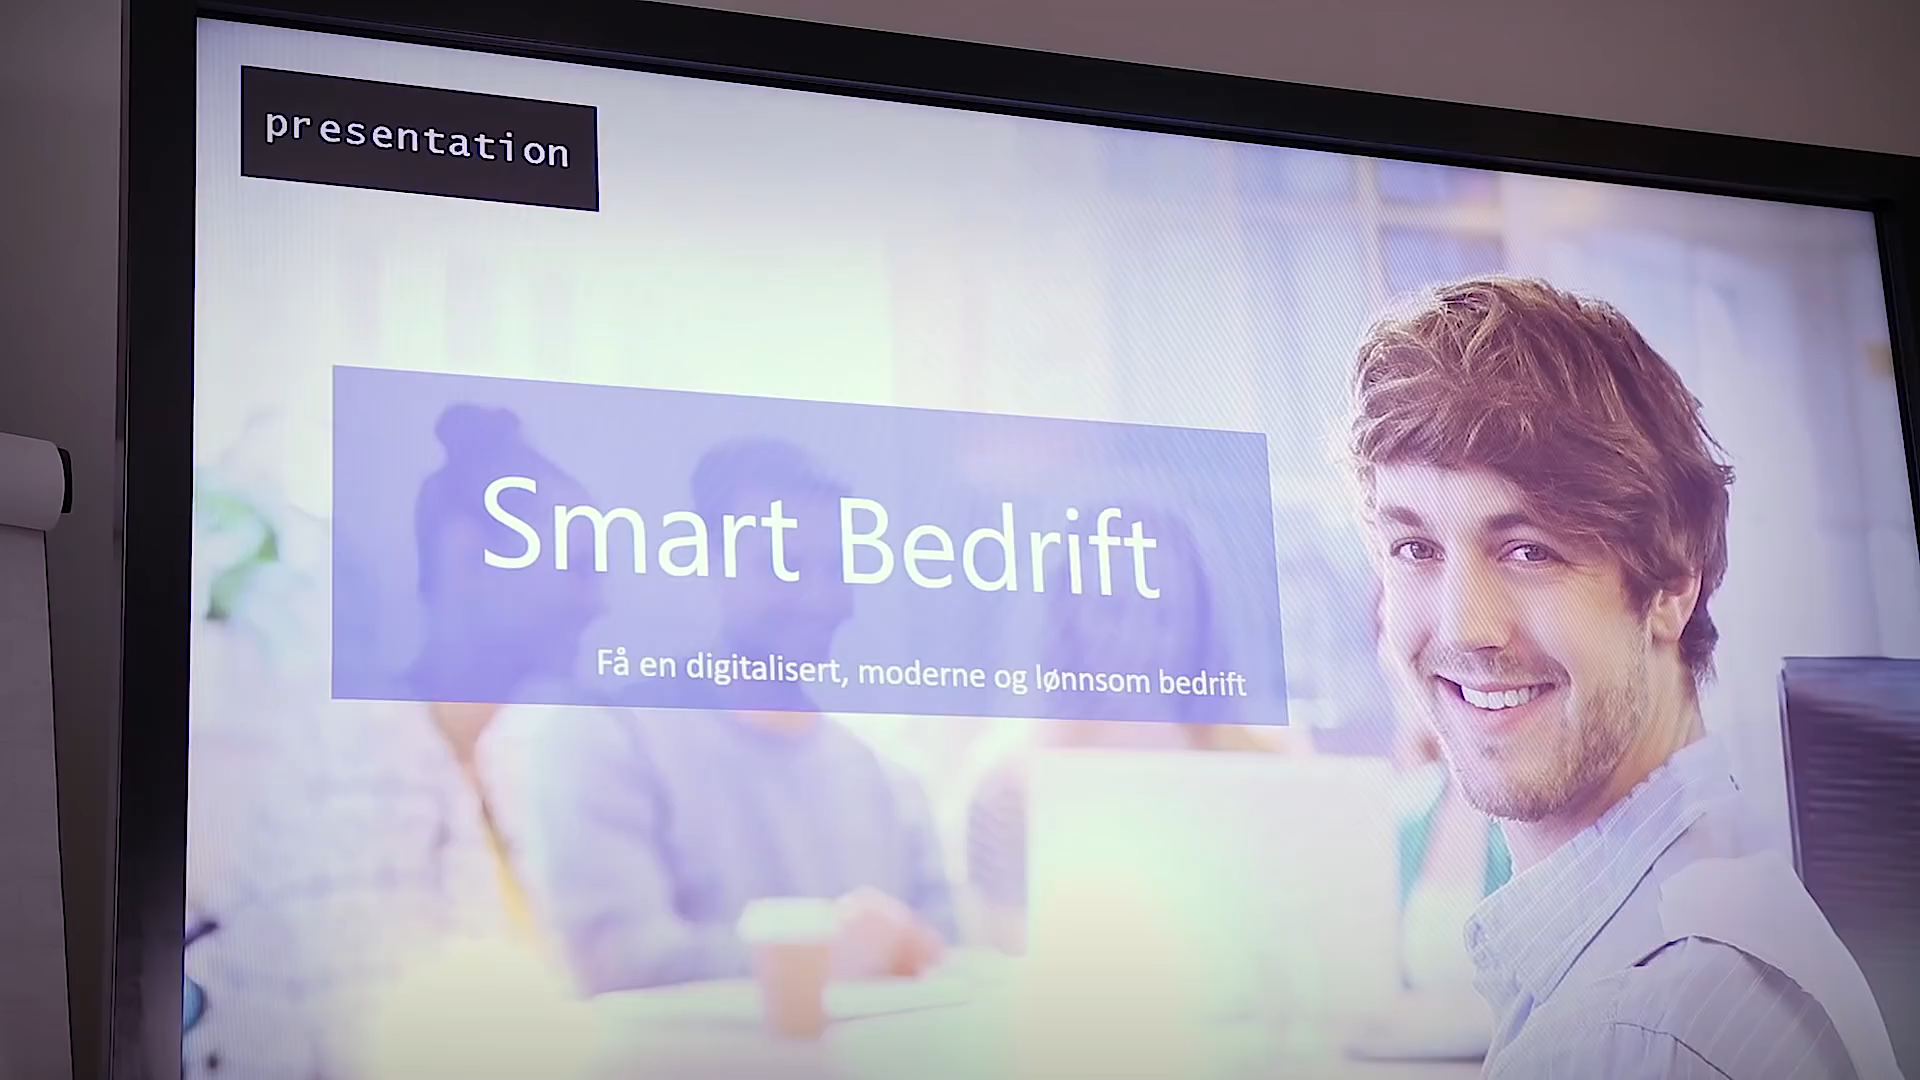 presentation
Smart Bedrift
Få en digitalisert, moderne og lønnsom bedrift